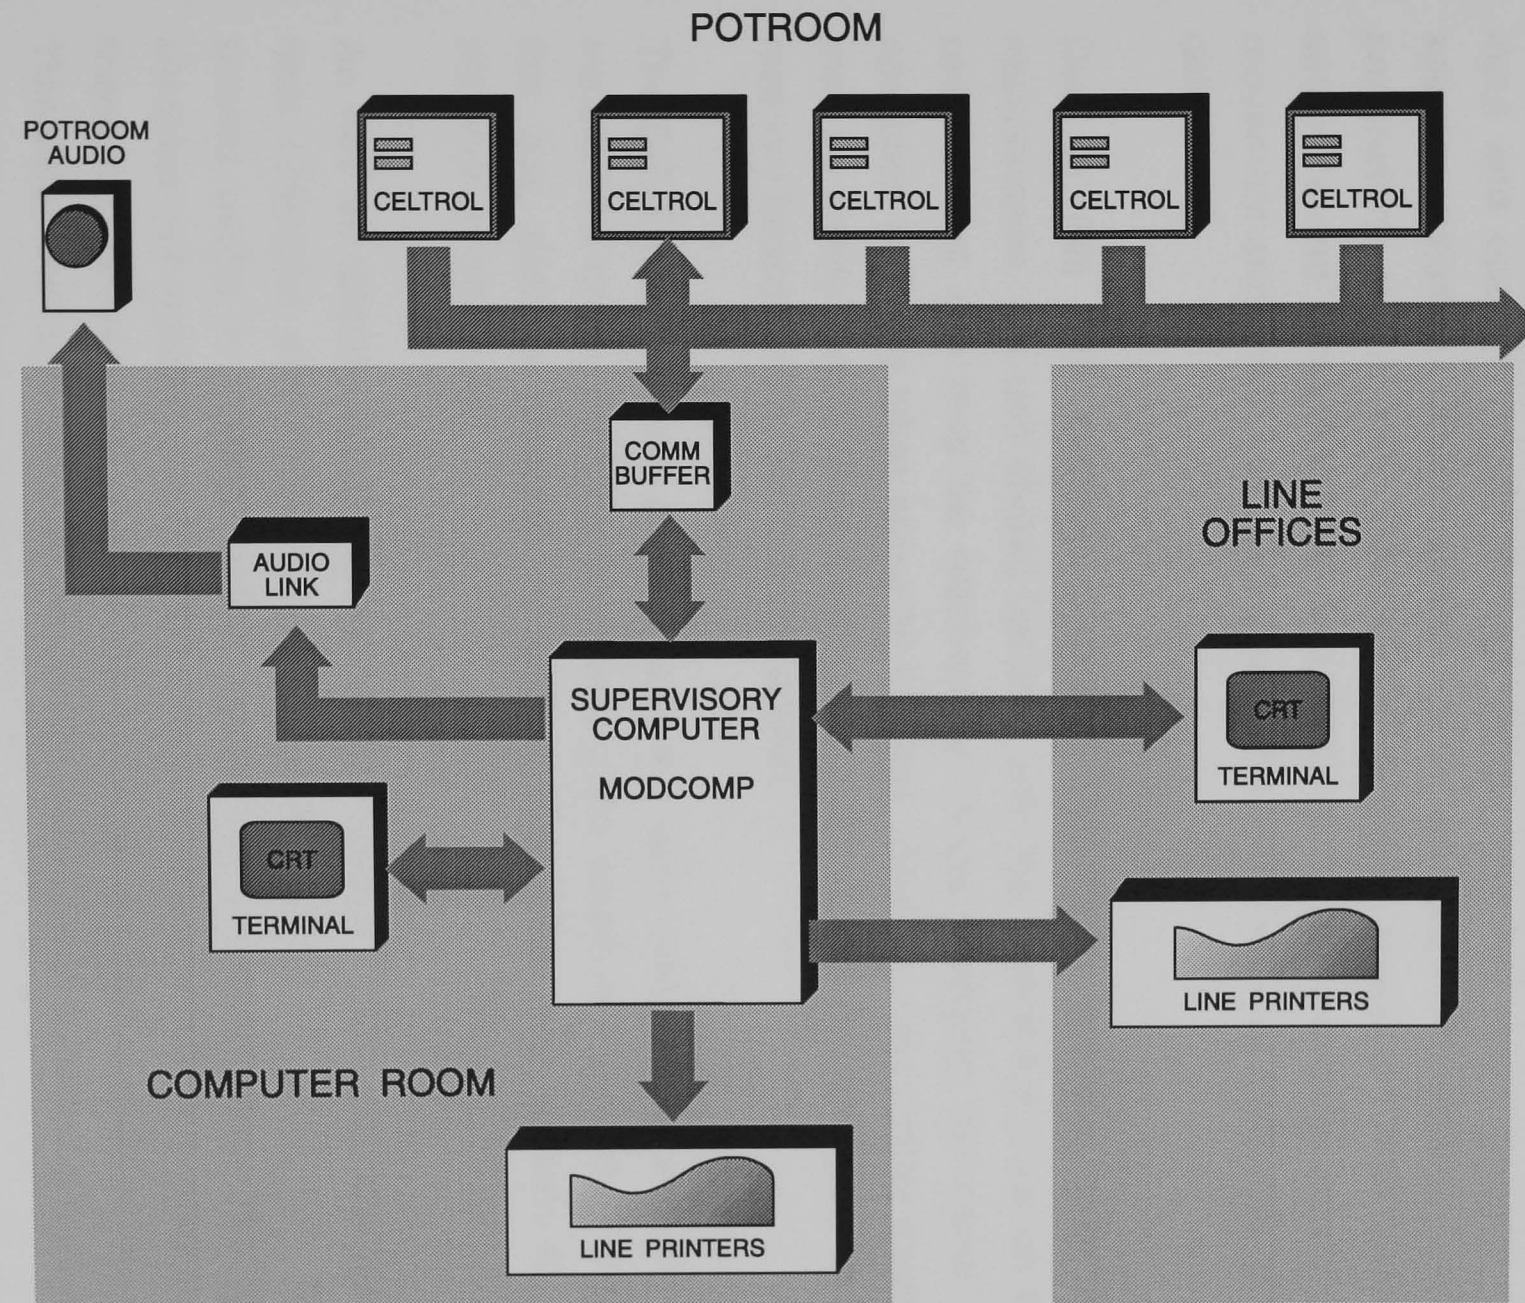 POTROOM
POTROOM
AUDIO
CELTROL
CELTROL
CELTROL
CELTROL
CELTROL
COMM
BUFFER
LINE
OFFICES
AUDIO
LINK
SUPERVISORY
COMPUTER
MODCOMP
CRT
TERMINAL
CRT
TERMINAL
LINE PRINTERS
COMPUTER ROOM
LINE PRINTERS